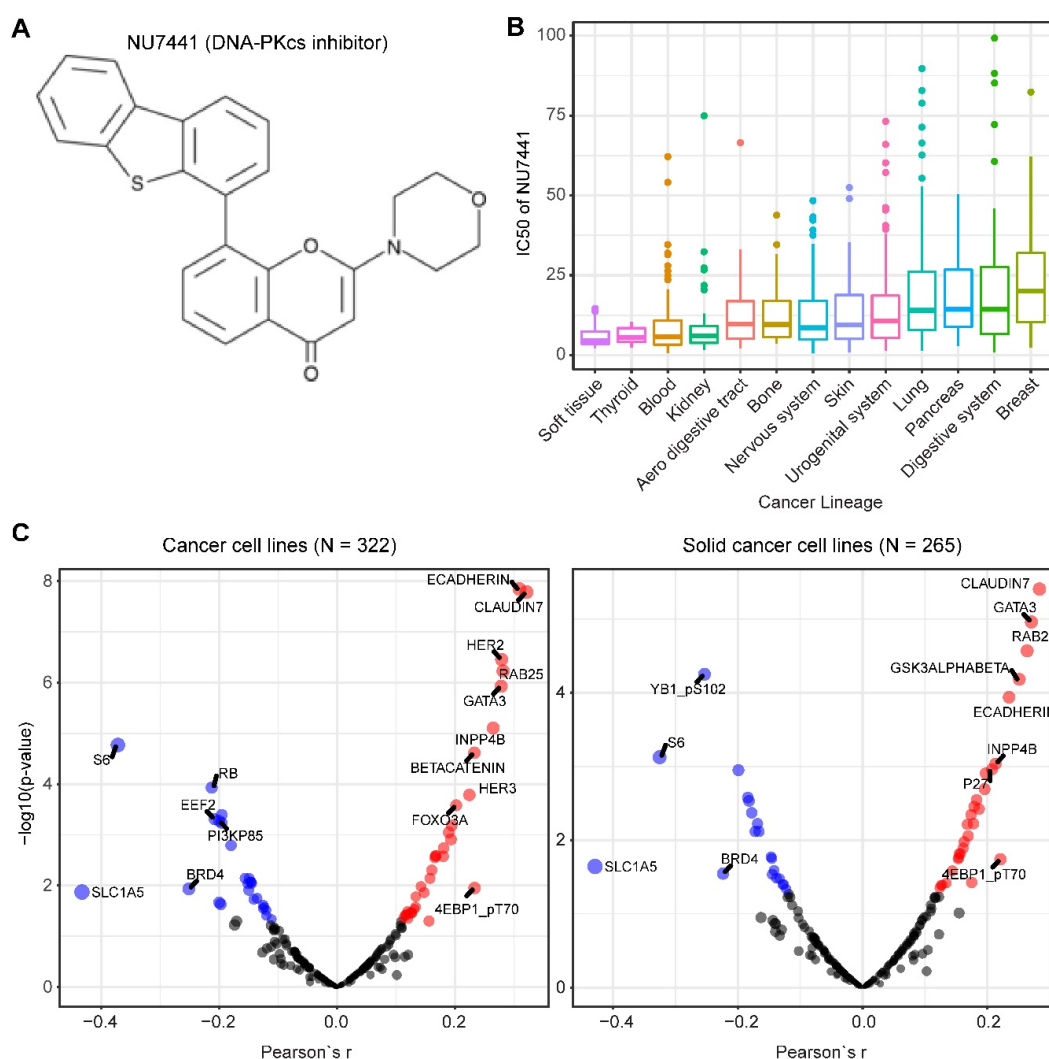 A
NU7441 (DNA-PKcs inhibitor)
S
O
N
O
O
B
IC50 of NU7441
100
75
50
25
0
Soft tissue
Thyroid
Blood
Kidney
Aero digestive tract
Bone
Nervous system
Skin
Urogenital system
Lung
Pancreas
Digestive system
Breast
Cancer Lineage
C
Cancer cell lines (N = 322)
−log10(p-value)
8
6
4
2
0
ECADHERIN
CLAUDIN7
HER2
RAB25
GATA3
INPP4B
BETACATENIN
HER3
FOXO3A
4EBP1_pT70
S6
RB
EEF2
PI3KP85
BRD4
SLC1A5
−0.4
−0.2
0.0
0.2
Pearson`s r
Solid cancer cell lines (N = 265)
4
2
0
CLAUDIN7
GATA3
RAB2
GSK3ALPHABETA
ECADHERI
INPP4B
P27
4EBP1_pT70
YB1_pS102
S6
BRD4
SLC1A5
−0.4
−0.2
0.0
0.2
Pearson`s r